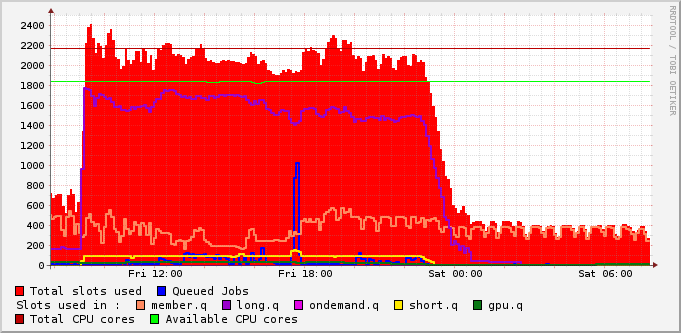 2400
2200
2000
1800
1600
1400
1200
1000
800
600
400
200
0
Fri 12:00 Fri 18:00 Sat 00:00 Sat 06:00
Total slots used Queued Jobs
Slots used in : member.q long.q ondemand.q short.q gpu.q
Total CPU cores Available CPU cores
RRDTOOL / TOBI OETIKER